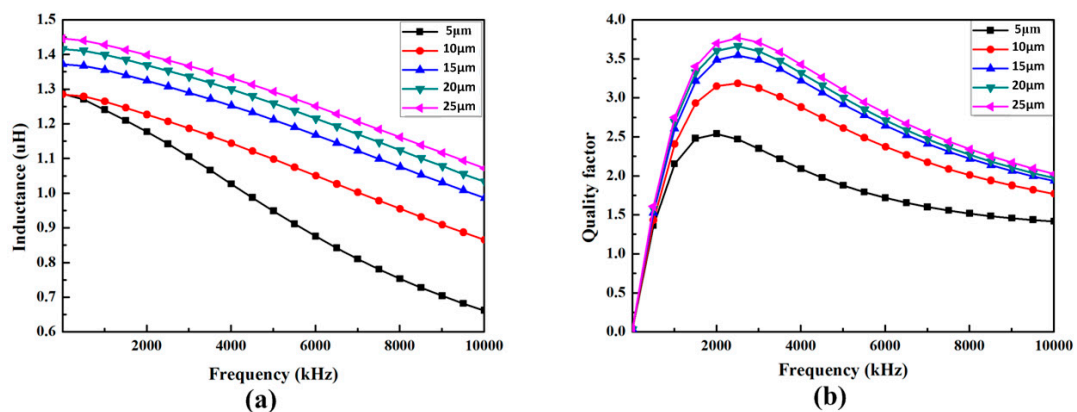 (a)
1.5
1.4
1.3
1.2
1.1
1.0
0.9
0.8
0.7
0.6
Inductance (uH)
5μm
10μm
15μm
20μm
25μm
2000 4000 6000 8000 10000
Frequency (kHz)
(a)
(b)
4.0
3.5
3.0
2.5
2.0
1.5
1.0
0.5
0.0
Quality factor
5μm
10μm
15μm
20μm
25μm
0 2000 4000 6000 8000 10000
Frequency (kHz)
(b)